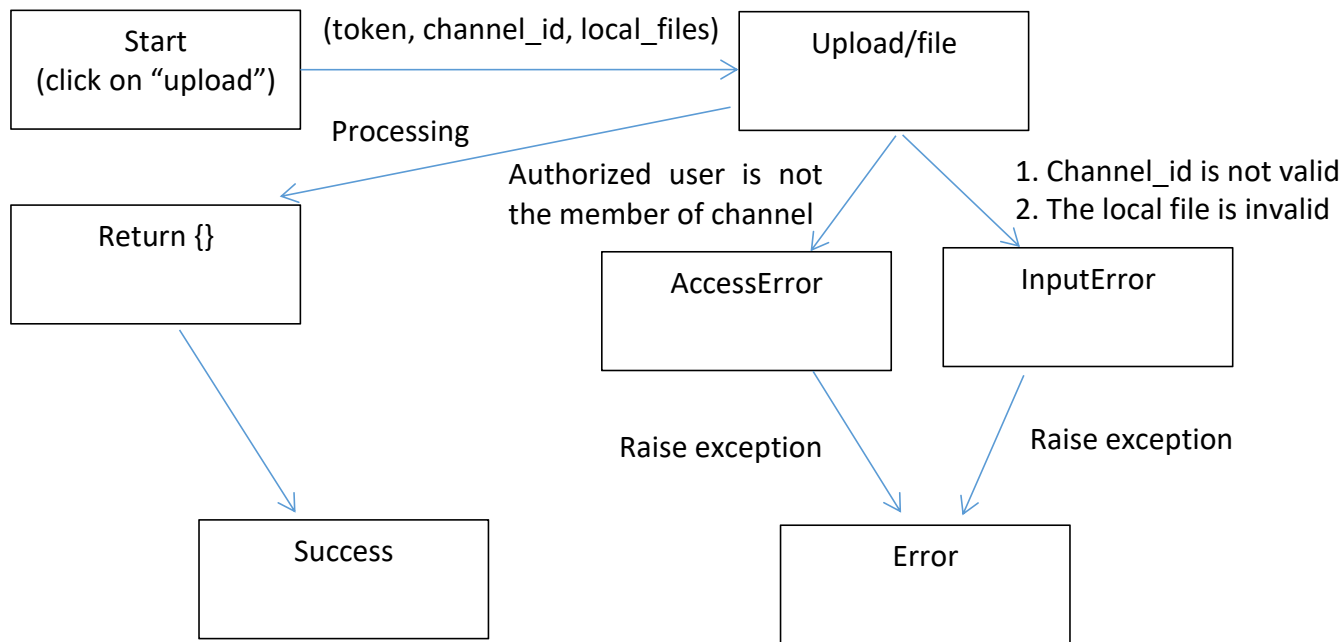 Start
(click on “upload”)
(token, channel_id, local_files)
Upload/file
Processing
Authorized user is not
the member of channel
1. Channel_id is not valid
2. The local file is invalid
Return {}
AccessError
InputError
Raise exception
Raise exception
Success
Error